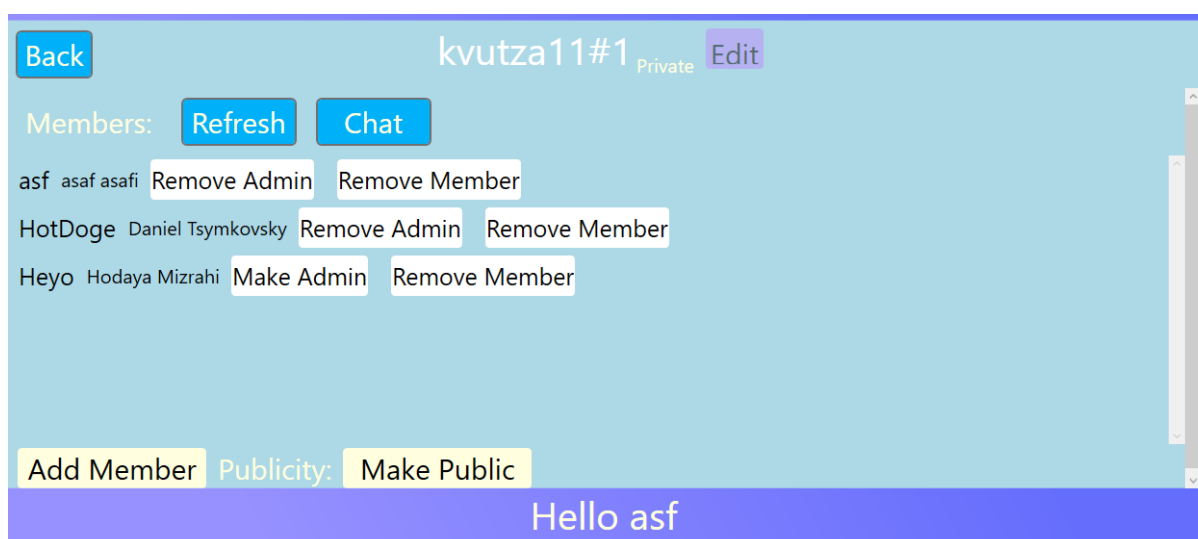 Back kvutza11#1 Private Edit
Members: Refresh Chat
asf asaf asafi Remove Admin Remove Member
HotDoge Daniel Tsymkovsky Remove Admin Remove Member
Heyo Hodaya Mizrahi Make Admin Remove Member
Add Member Publicity: Make Public
Hello asf